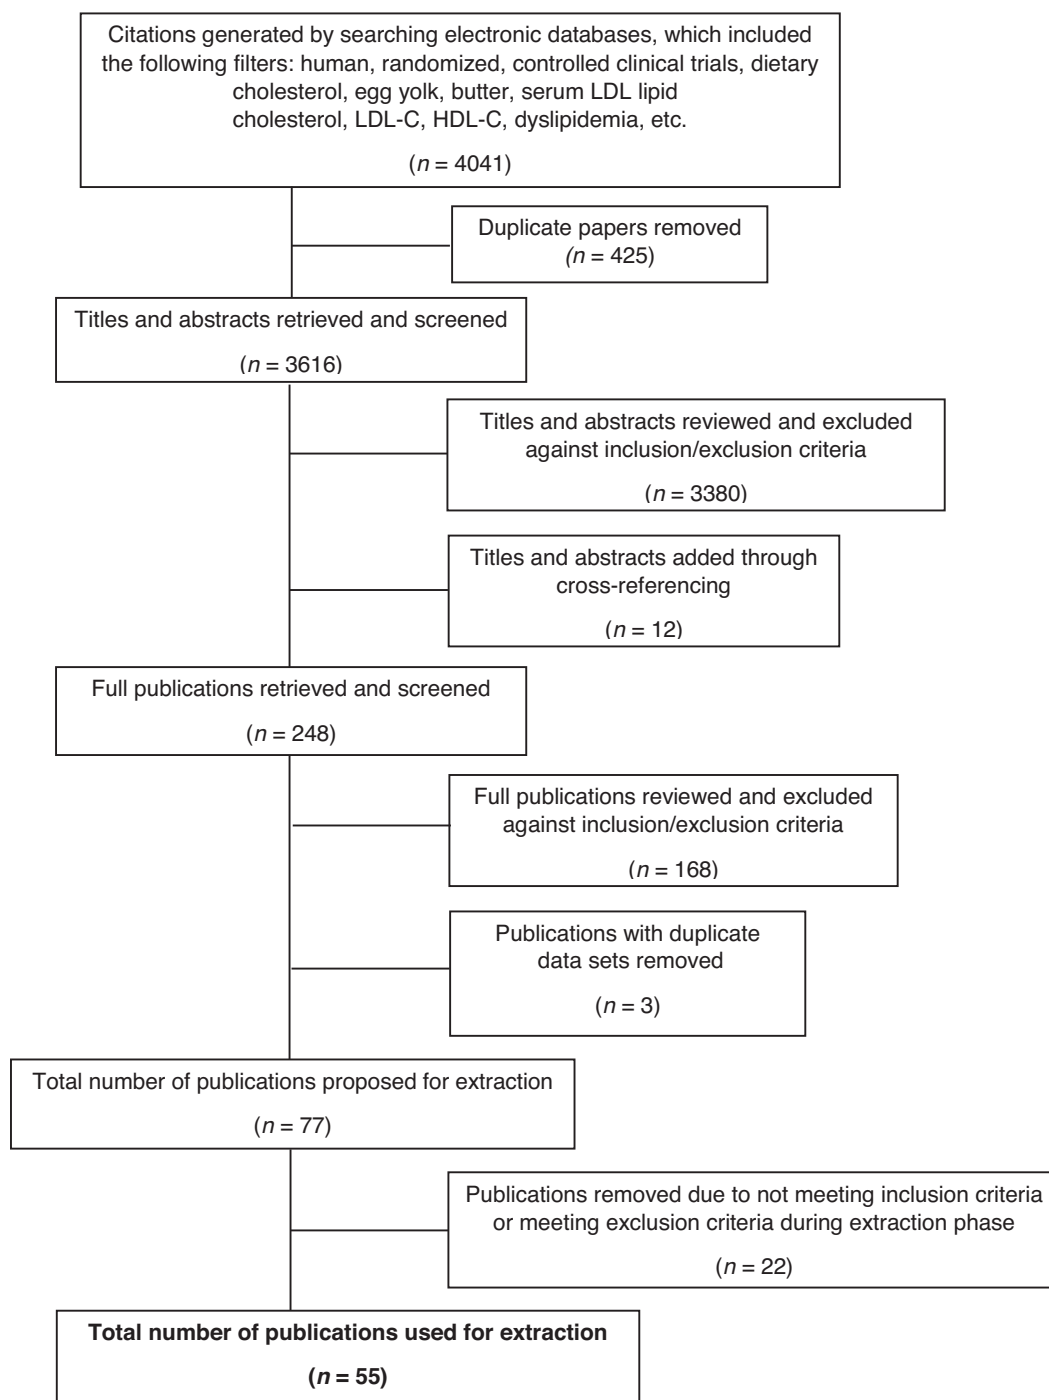 Citations generated by searching electronic databases, which included
the following filters: human, randomized, controlled clinical trials, dietary
cholesterol, egg yolk, butter, serum LDL lipid
cholesterol, LDL-C, HDL-C, dyslipidemia, etc.
(n = 4041)
Duplicate papers removed
(n = 425)
Titles and abstracts retrieved and screened
(n = 3616)
Titles and abstracts reviewed and excluded
against inclusion/exclusion criteria
(n = 3380)
Titles and abstracts added through
cross-referencing
(n = 12)
Full publications retrieved and screened
(n = 248)
Full publications reviewed and excluded
against inclusion/exclusion criteria
(n = 168)
Publications with duplicate
data sets removed
(n = 3)
Total number of publications proposed for extraction
(n = 77)
Publications removed due to not meeting inclusion criteria
or meeting exclusion criteria during extraction phase
(n = 22)
Total number of publications used for extraction
(n = 55)